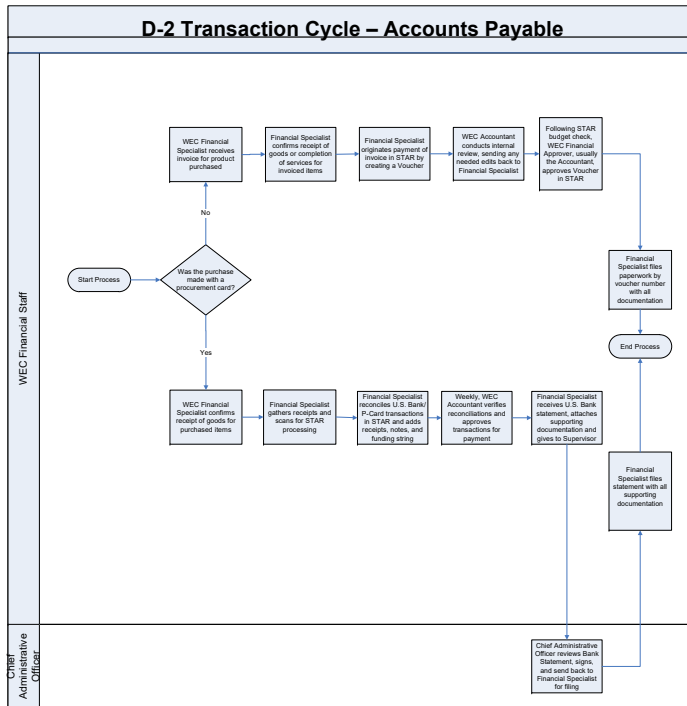 D-2 Transaction Cycle – Accounts Payable
WEC Financial Staff
WEC Financial
Specialist receives
invoice for product
purchased
Financial Specialist
confirms receipt of
goods or completion
of services for
invoiced items
Financial Specialist
originates payment of
invoice in STAR by
creating a Voucher
WEC Accountant
conducts internal
review, sending any
needed edits back to
Financial Specialist
Following STAR
budget check,
WEC Financial
Approver, usually
the Accountant,
approves Voucher
in STAR
No
Start Process
Was the purchase
made with a
procurement card?
Financial
Specialist files
paperwork by
voucher number
with all
documentation
End Process
Yes
WEC Financial
Specialist confirms
receipt of goods for
purchased items
Financial Specialist
gathers receipts and
scans for STAR
processing
Financial Specialist
reconciles U.S. Bank/
P-Card transactions
in STAR and adds
receipts, notes, and
funding string
Weekly, WEC
Accountant verifies
reconciliations and
approves
transactions for
payment
Financial Specialist
receives U.S. Bank
statement, attaches
supporting
documentation and
gives to Supervisor
Financial
Specialist files
statement with all
supporting
documentation
Chief
Administrative
Officer
Chief Administrative
Officer reviews Bank
Statement, signs,
and send back to
Financial Specialist
for filing